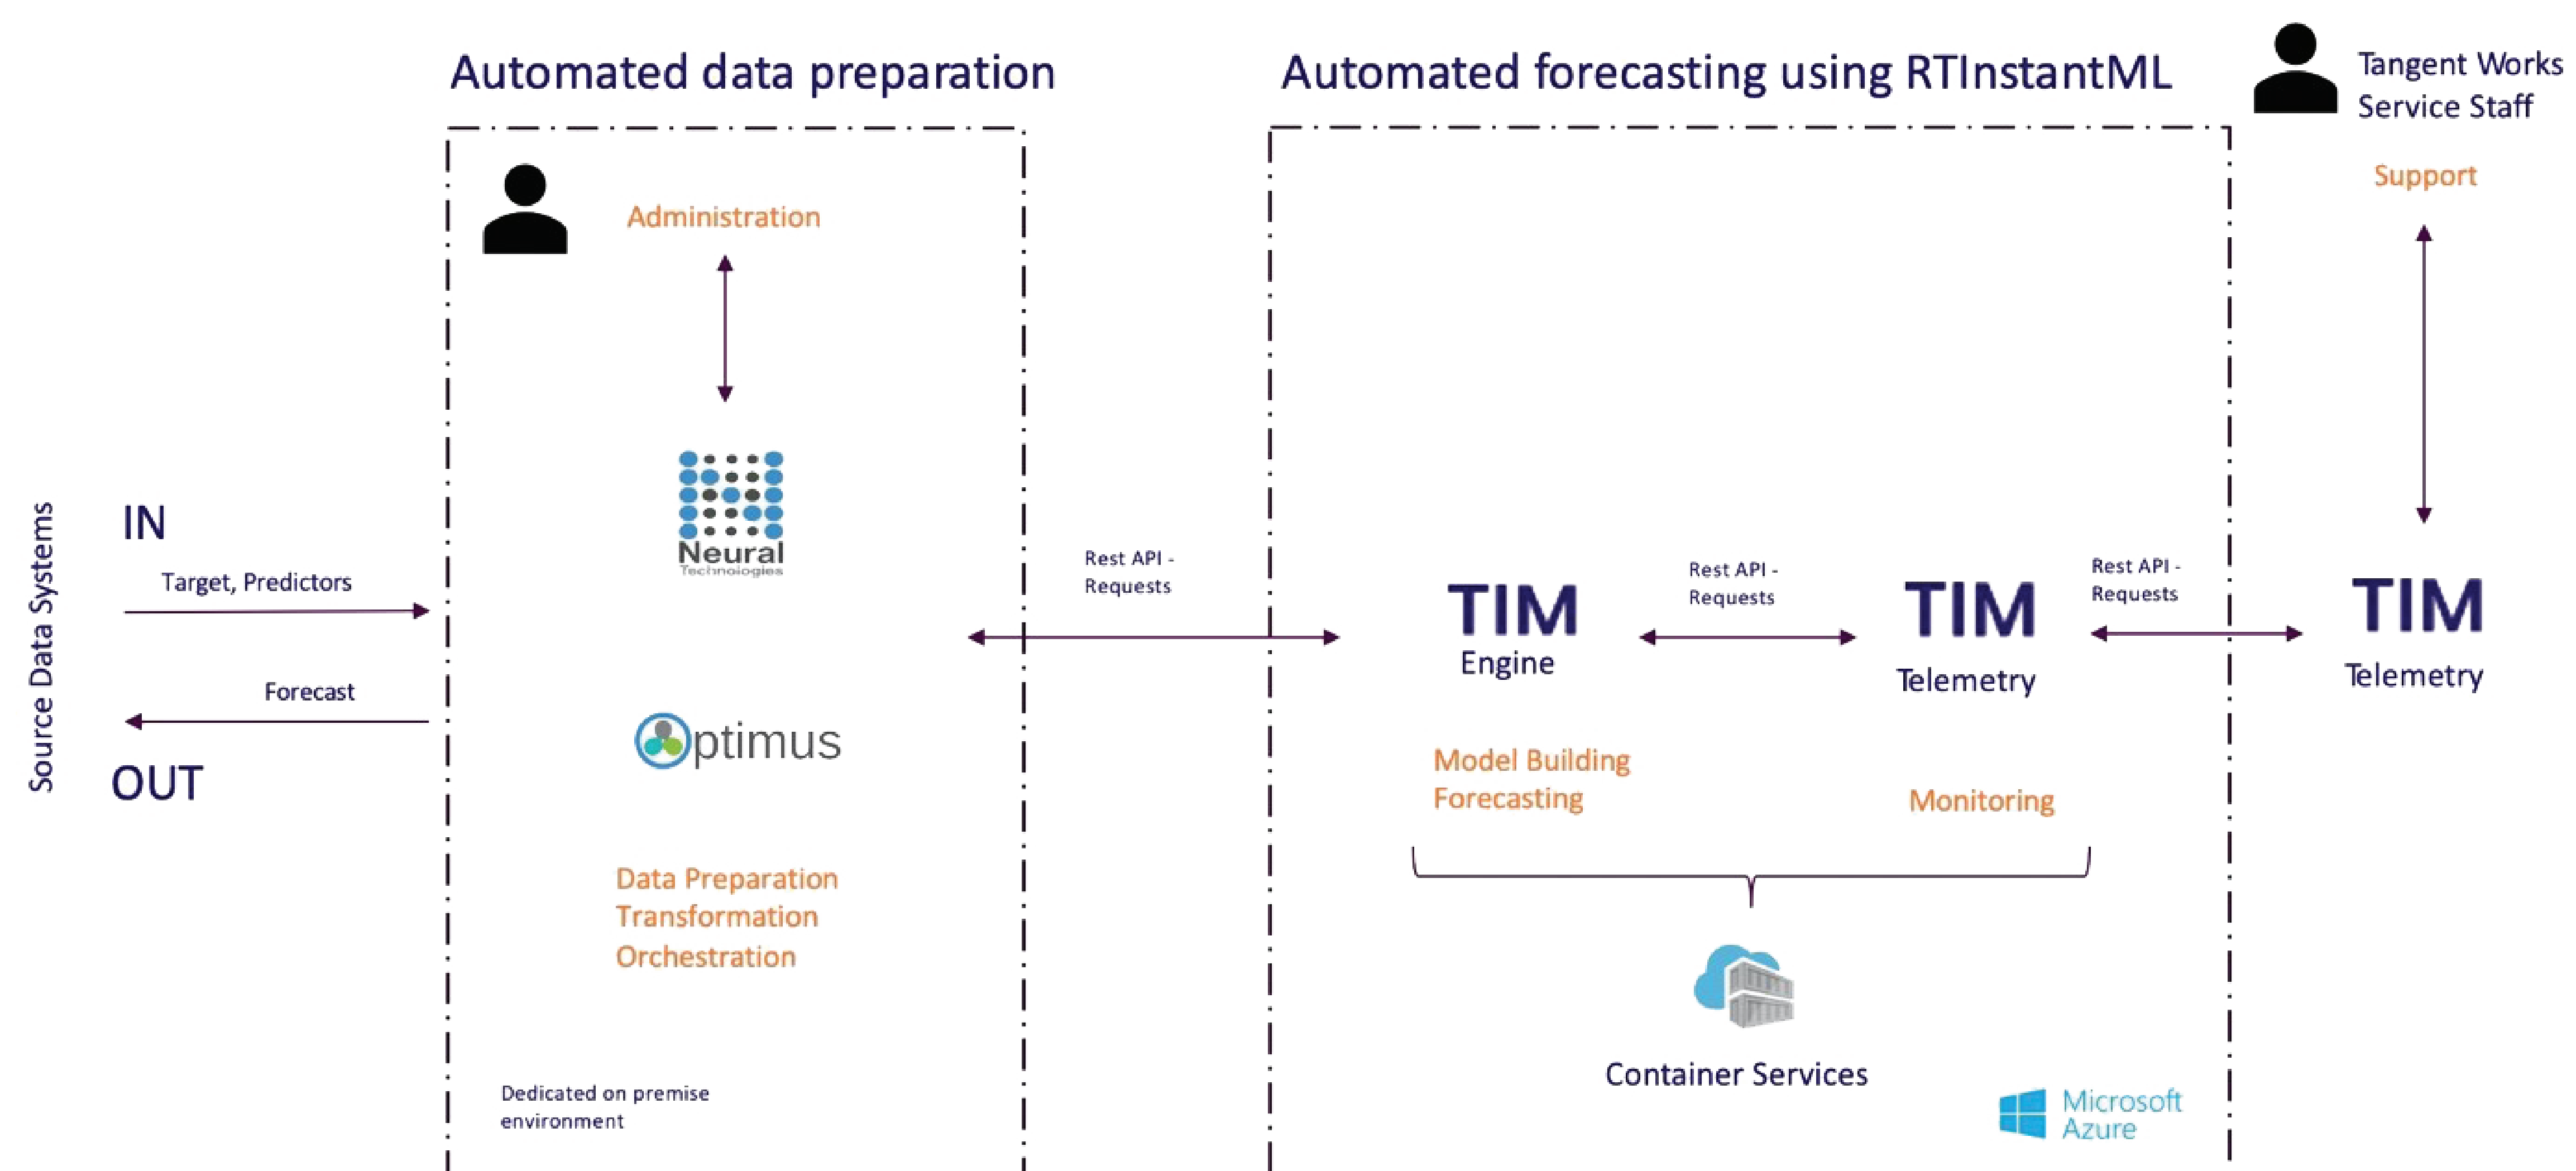 Automated data preparation
Automated forecasting using RTInstantML
Tangent Works
Service Staff
Support
Administration
Source Data Systems
IN
Target, Predictors
Forecast
OUT
Neural
Technologies
Optimus
Data Preparation
Transformation
Orchestration
Dedicated on premise
environment
Rest API -
Requests
TIM
Engine
Model Building
Forecasting
Rest API -
Requests
TIM
Telemetry
Monitoring
Rest API -
Requests
TIM
Telemetry
Container Services
Microsoft
Azure